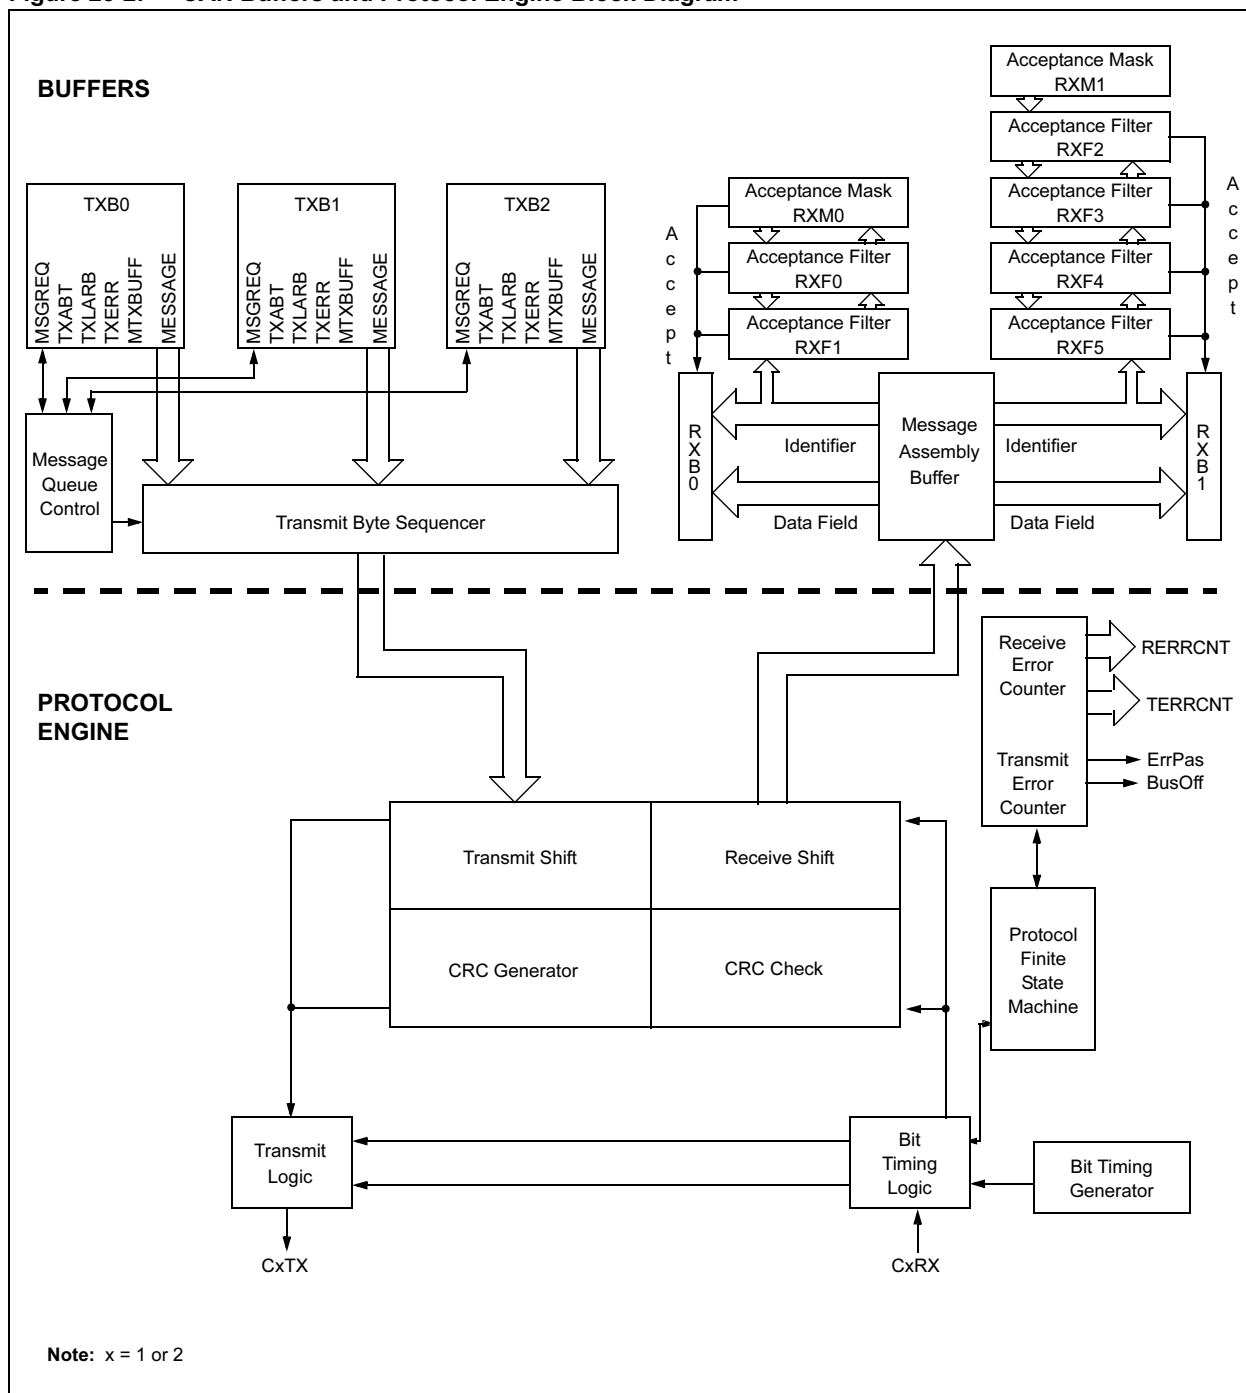 BUFFERS
Acceptance Mask
RXM1
Acceptance Filter
RXF2
Acceptance Filter
RXF3
Acceptance Filter
RXF4
Acceptance Filter
RXF5
Accept
Acceptance Mask
RXM0
Acceptance Filter
RXF0
Acceptance Filter
RXF1
Accept
TXB0
MSGREQ
TXABT
TXLARB
TXERR
MTXBUFF
MESSAGE
TXB1
MSGREQ
TXABT
TXLARB
TXERR
MTXBUFF
MESSAGE
TXB2
MSGREQ
TXABT
TXLARB
TXERR
MTXBUFF
MESSAGE
Message
Queue
Control
Transmit Byte Sequencer
RXB0
Identifier
Data Field
Message
Assembly
Buffer
Identifier
Data Field
RXB1
PROTOCOL
ENGINE
Receive
Error
Counter
Transmit
Error
Counter
RERRCNT
TERRCNT
ErrPas
BusOff
Transmit Shift
Receive Shift
CRC Generator
CRC Check
Protocol
Finite
State
Machine
Transmit
Logic
Bit
Timing
Logic
Bit Timing
Generator
CxTX
CxRX
Note: x = 1 or 2